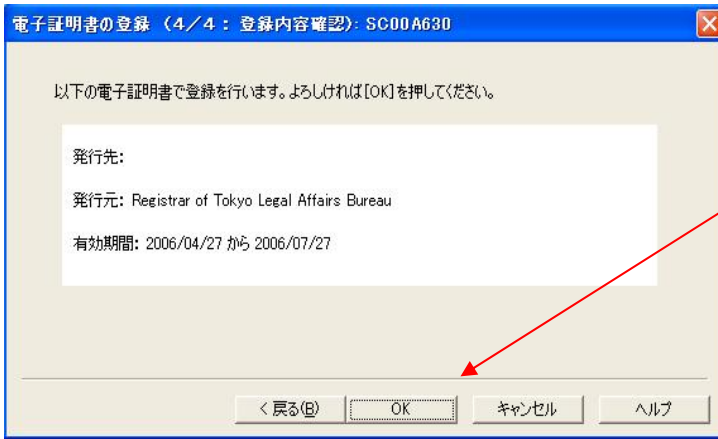 電子証明書の登録 (4/4: 登録内容確認): SC00A630
以下の電子証明書で登録を行います。よろしければ[OK]を押してください。
発行先:
発行元: Registrar of Tokyo Legal Affairs Bureau
有効期間: 2006/04/27 から 2006/07/27
< 戻る(B) OK キャンセル ヘルプ